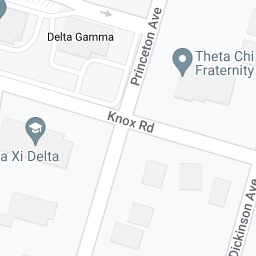 Delta Gamma
Princeton Ave
Theta Chi
Fraternity
Knox Rd
a Xi Delta
Dickinson Ave